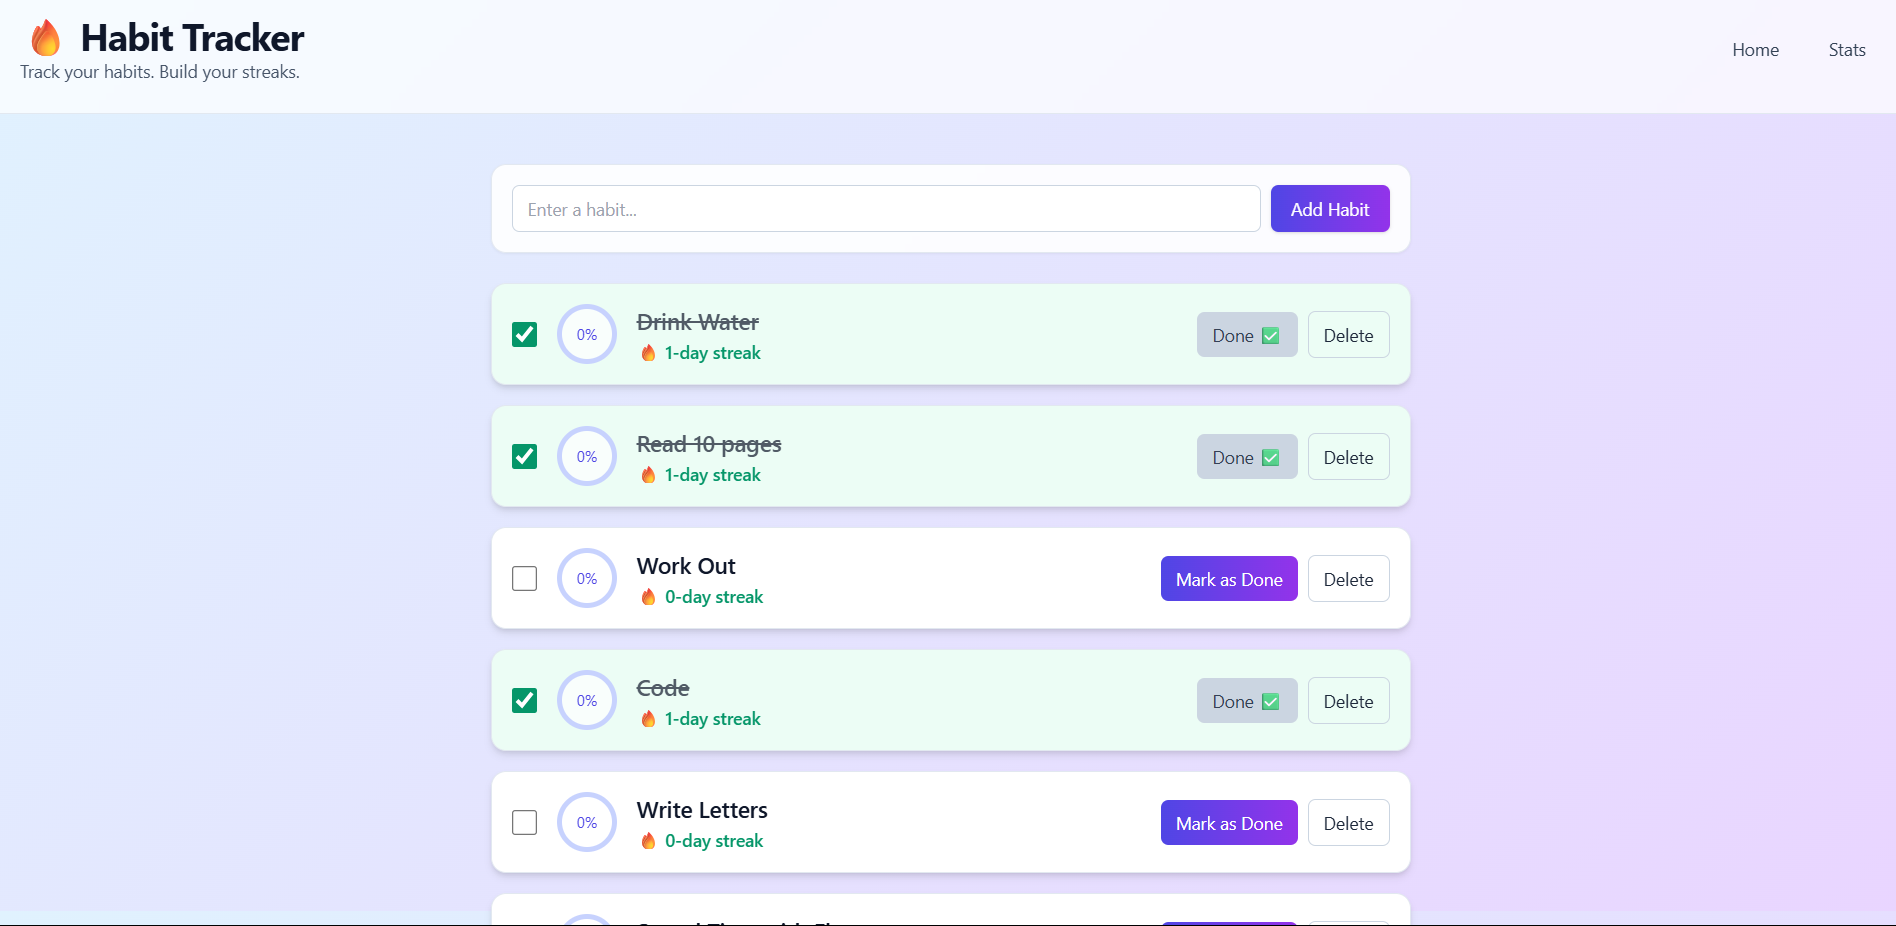 🔥 Habit Tracker
Track your habits. Build your streaks.
Home
Stats
Enter a habit...
Add Habit
0%
Drink Water
🔥 1-day streak
Done ✅
Delete
0%
Read 10 pages
🔥 1-day streak
Done ✅
Delete
0%
Work Out
🔥 0-day streak
Mark as Done
Delete
0%
Code
🔥 1-day streak
Done ✅
Delete
0%
Write Letters
🔥 0-day streak
Mark as Done
Delete